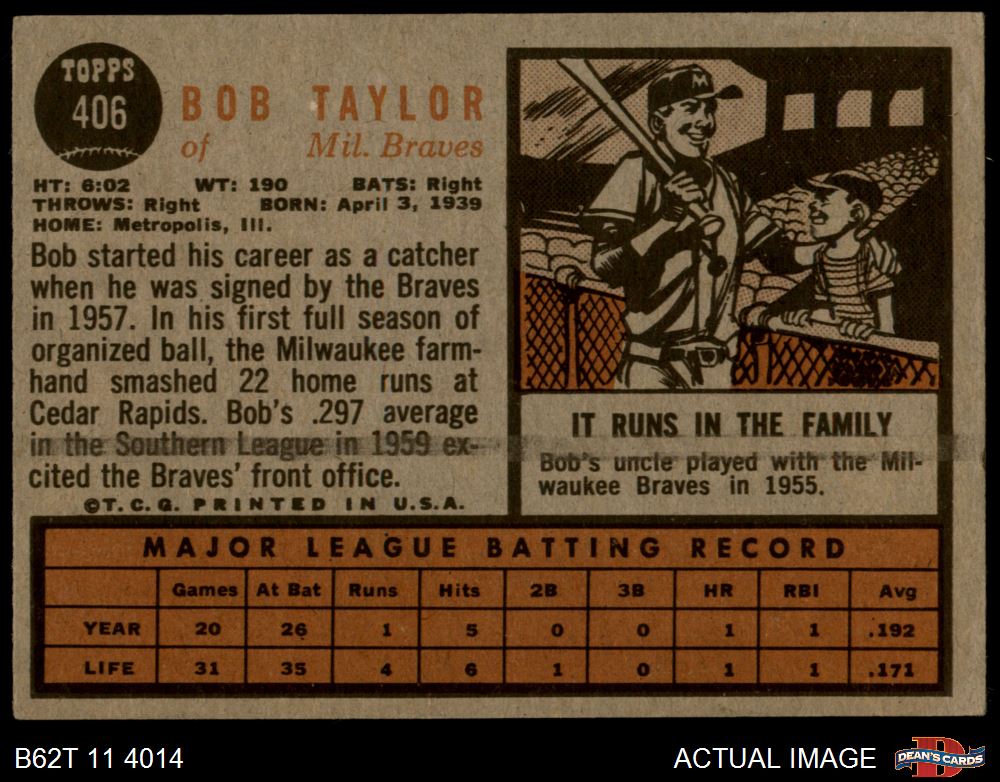 TOPPS
406
BOB TAYLOR
of Mil. Braves
HT: 6:02 WT: 190 BATS: Right
THROWS: Right BORN: April 3, 1939
HOME: Metropolis, Ill.
Bob started his career as a catcher
when he was signed by the Braves
in 1957. In his first full season of
organized ball, the Milwaukee farm-
hand smashed 22 home runs at
Cedar Rapids. Bob's .297 average
in the Southern League in 1959 ex-
cited the Braves' front office.
©T.C.G. PRINTED IN U.S.A.
M
IT RUNS IN THE FAMILY
Bob's uncle played with the Mil-
waukee Braves in 1955.
MAJOR LEAGUE BATTING RECORD
Games At Bat Runs Hits 2B 3B HR RBI Avg
YEAR 20 26 1 5 0 0 1 1 .192
LIFE 31 35 4 6 1 0 1 1 .171
B62T 11 4014
ACTUAL IMAGE
D
DEAN'S CARDS